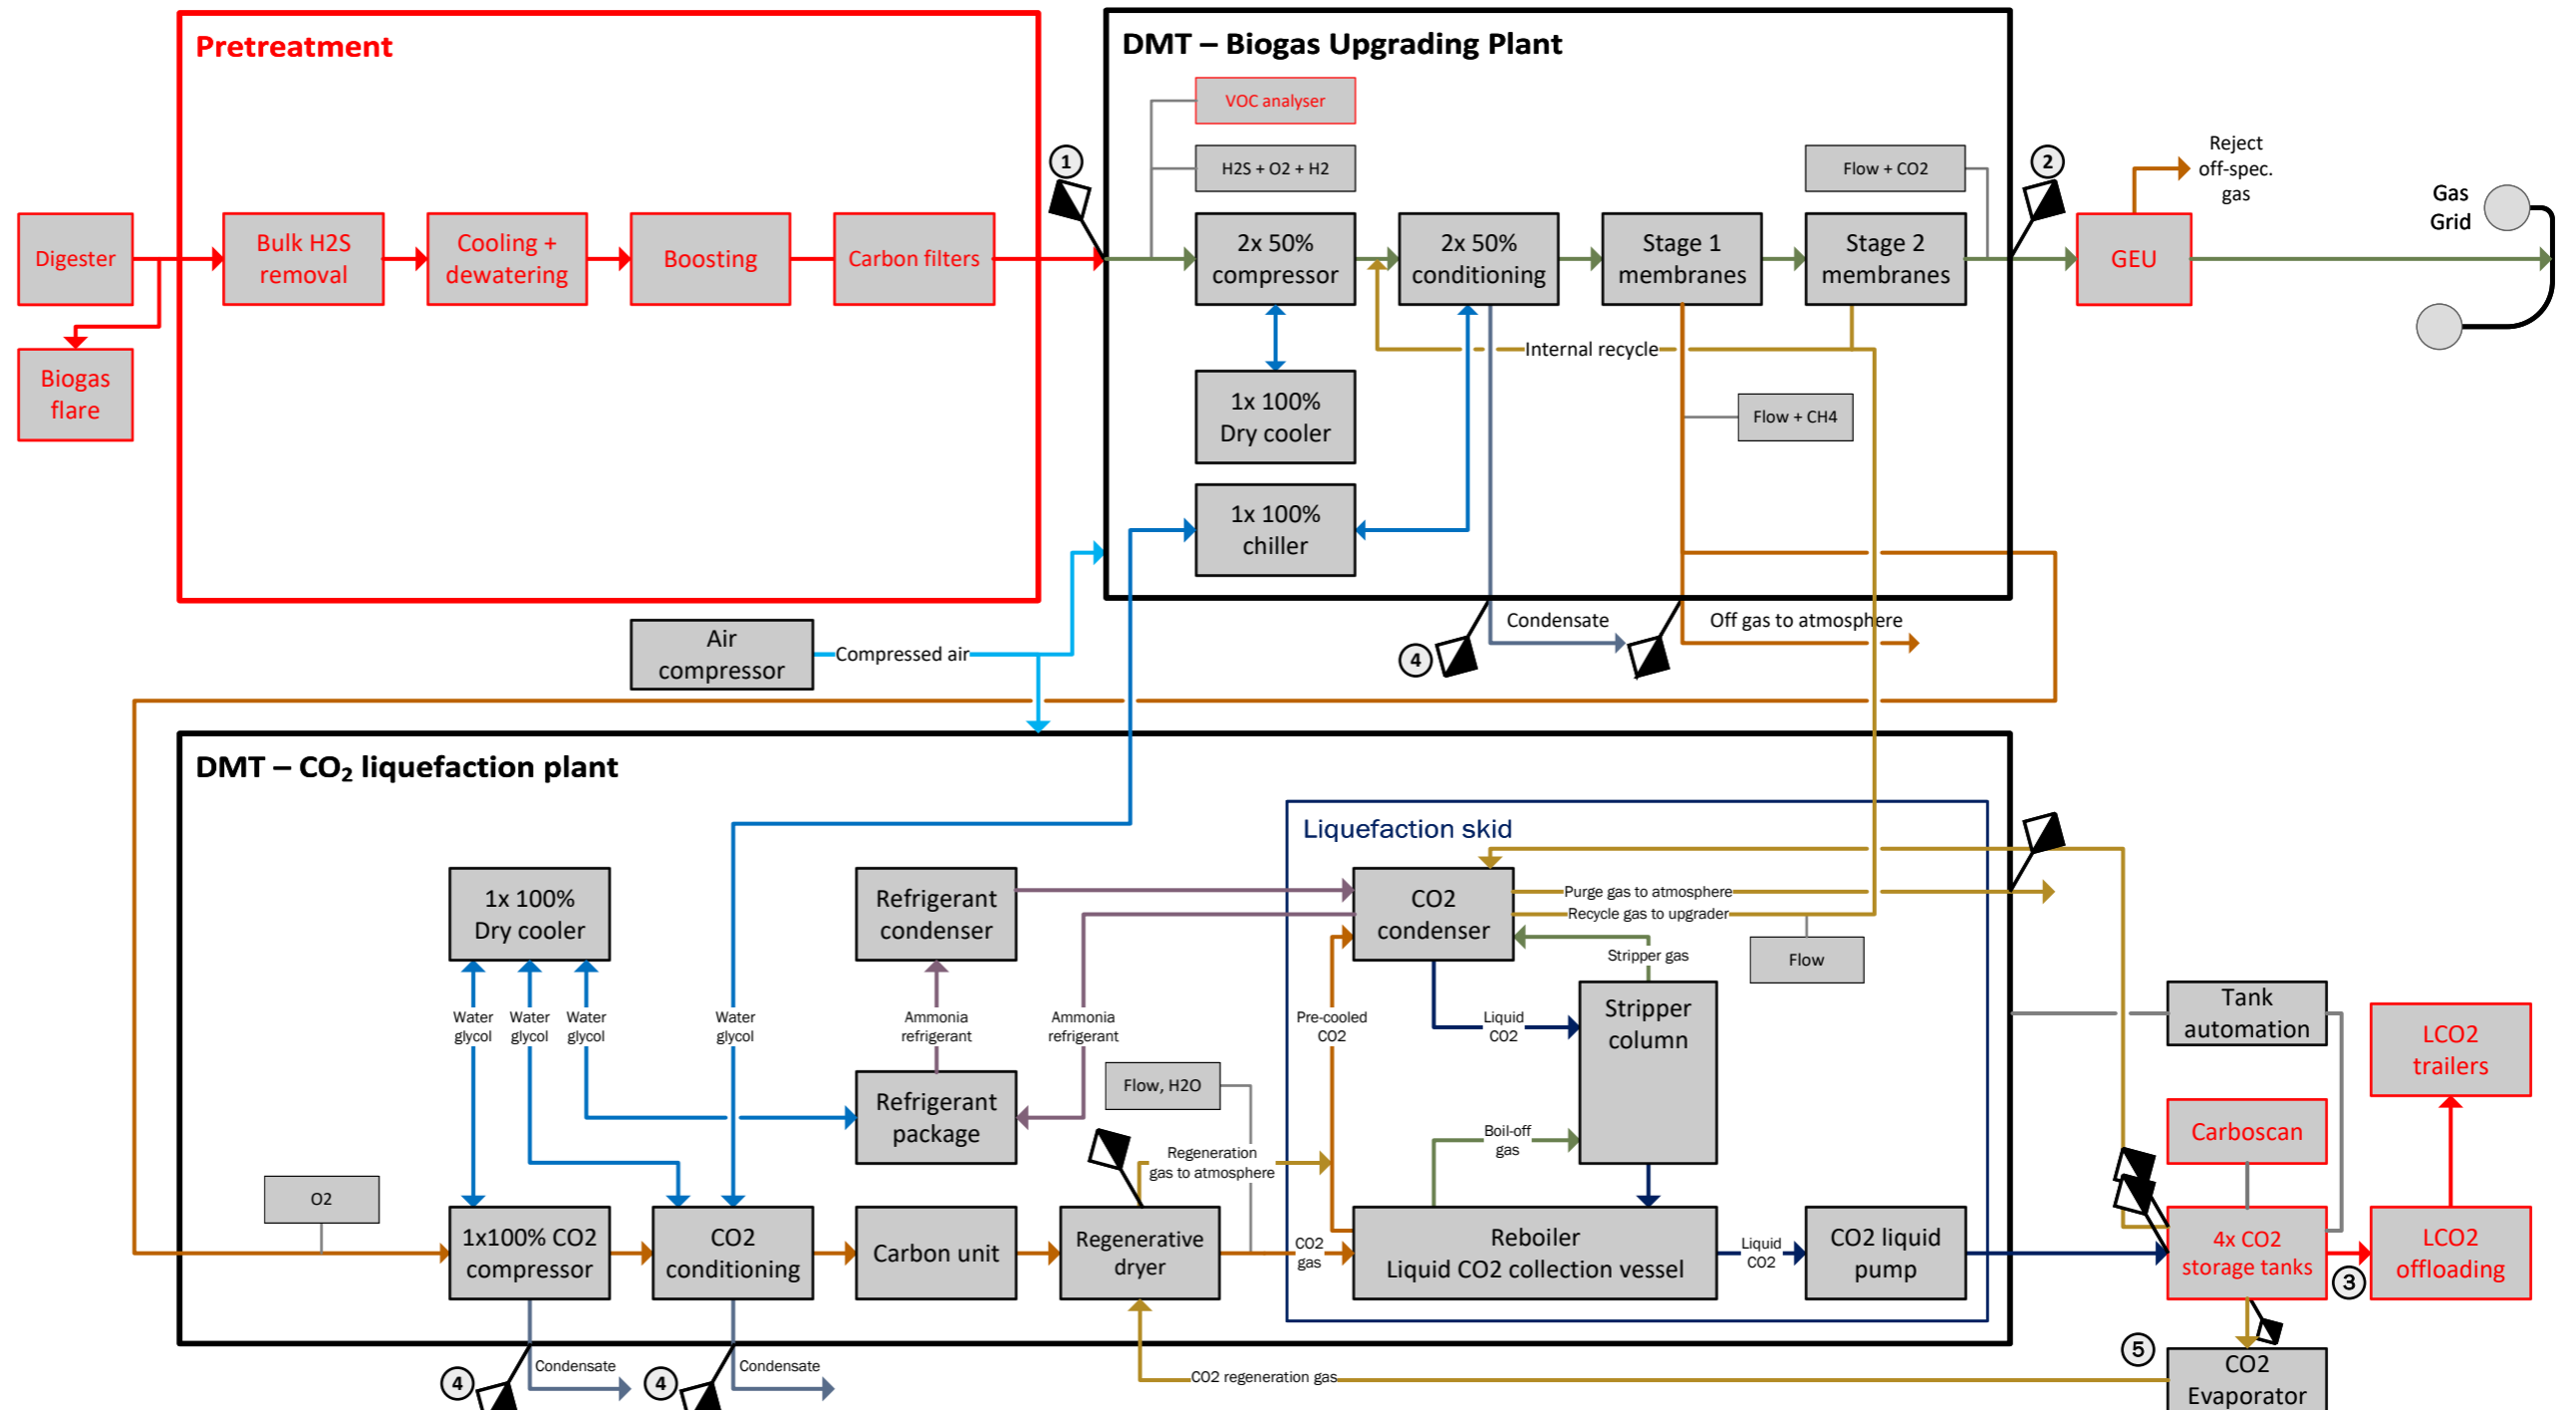 Pretreatment
DMT – Biogas Upgrading Plant
VOC analyser
H2S + O2 + H2
Flow + CO2
1
2
Reject
off-spec.
gas
Gas
Grid
Digester
Bulk H2S
removal
Cooling +
dewatering
Boosting
Carbon filters
2x 50%
compressor
2x 50%
conditioning
Stage 1
membranes
Stage 2
membranes
GEU
Internal recycle
Biogas
flare
1x 100%
Dry cooler
Flow + CH4
1x 100%
chiller
Air
compressor
Compressed air
4
Condensate
Off gas to atmosphere
DMT – CO₂ liquefaction plant
Liquefaction skid
1x 100%
Dry cooler
Refrigerant
condenser
CO2
condenser
Purge gas to atmosphere
Recycle gas to upgrader
Stripper gas
Flow
Water
glycol
Water
glycol
Water
glycol
Water
glycol
Ammonia
refrigerant
Ammonia
refrigerant
Pre-cooled
CO2
Liquid
CO2
Stripper
column
Tank
automation
LCO2
trailers
Refrigerant
package
Flow, H2O
Regeneration
gas to atmosphere
Boil-off
gas
Carboscan
O2
1x100% CO2
compressor
CO2
conditioning
Carbon unit
Regenerative
dryer
CO2
gas
Reboiler
Liquid CO2 collection vessel
Liquid
CO2
CO2 liquid
pump
4x CO2
storage tanks
3
LCO2
offloading
4
Condensate
4
Condensate
CO2 regeneration gas
5
CO2
Evaporator